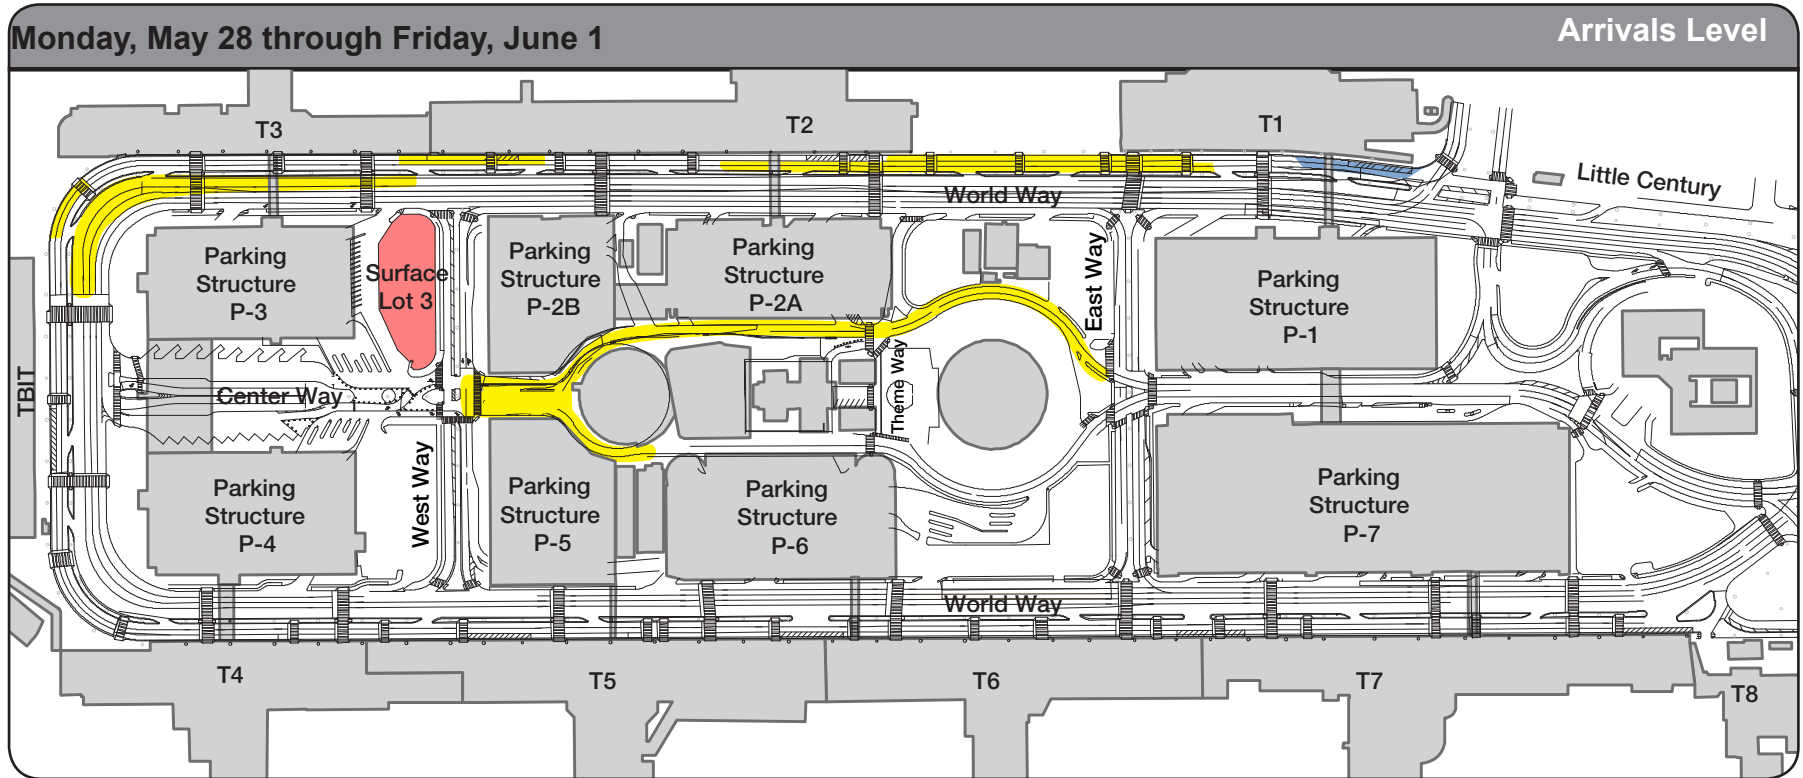 Monday, May 28 through Friday, June 1
Arrivals Level
T3
T2
T1
Little Century
World Way
Parking
Structure
P-3
Surface
Lot 3
Parking
Structure
P-2B
Parking
Structure
P-2A
East Way
Parking
Structure
P-1
TBIT
Center Way
Theme Way
West Way
Parking
Structure
P-4
Parking
Structure
P-5
Parking
Structure
P-6
Parking
Structure
P-7
World Way
T4
T5
T6
T7
T8